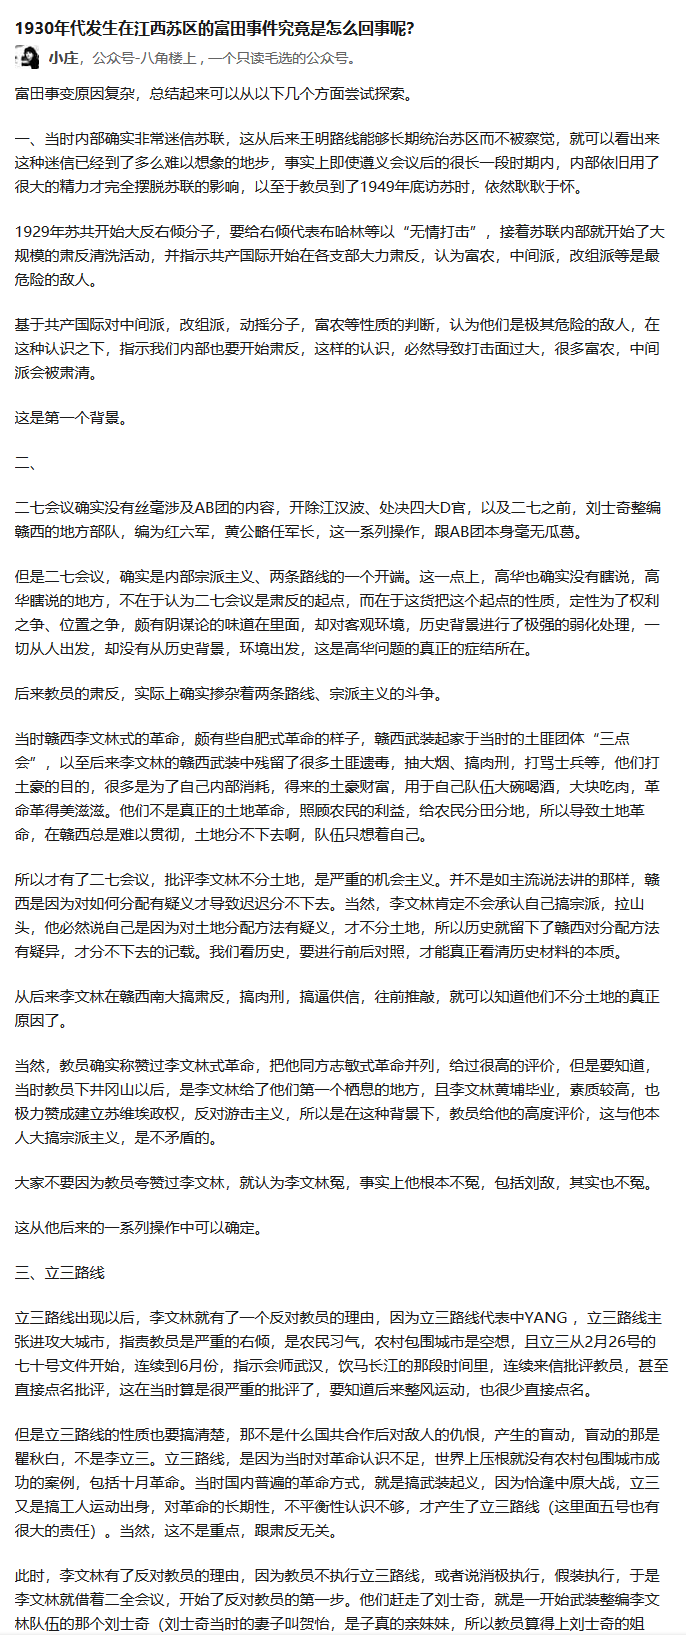 1930年代发生在江西苏区的富田事件究竟是怎么回事呢?
小庄，公众号-八角楼上 , 一个只读毛选的公众号。
富田事变原因复杂，总结起来可以从以下几个方面尝试探索。
一、当时内部确实非常迷信苏联，这从后来王明路线能够长期统治苏区而不被察觉，就可以看出来
这种迷信已经到了多么难以想象的地步，事实上即使遵义会议后的很长一段时期内，内部依旧用了
很大的精力才完全摆脱苏联的影响，以至于教员到了1949年底访苏时，依然耿耿于怀。
1929年苏共开始大反右倾分子，要给右倾代表布哈林等以“无情打击”，接着苏联内部就开始了大
规模的肃反清洗活动，并指示共产国际开始在各支部大力肃反，认为富农，中间派，改组派等是最
危险的敌人。
基于共产国际对中间派，改组派，动摇分子，富农等性质的判断，认为他们是极其危险的敌人，在
这种认识之下，指示我们内部也要开始肃反，这样的认识，必然导致打击面过大，很多富农，中间
派会被肃清。
这是第一个背景。
二、
二七会议确实没有丝毫涉及AB团的内容，开除江汉波、处决四大D官，以及二七之前，刘士奇整编
赣西的地方部队，编为红六军，黄公略任军长，这一系列操作，跟AB团本身毫无瓜葛。
但是二七会议，确实是内部宗派主义、两条路线的一个开端。这一点上，高华也确实没有瞎说，高
华瞎说的地方，不在于认为二七会议是肃反的起点，而在于这货把这个起点的性质，定性为了权利
之争、位置之争，颇有阴谋论的味道在里面，却对客观环境，历史背景进行了极强的弱化处理，一
切从人出发，却没有从历史背景，环境出发，这是高华问题的真正的症结所在。
后来教员的肃反，实际上确实掺杂着两条路线、宗派主义的斗争。
当时赣西李文林式的革命，颇有些自肥式革命的样子，赣西武装起家于当时的土匪团体“三点
会”，以至后来李文林的赣西武装中残留了很多土匪遗毒，抽大烟、搞肉刑，打骂士兵等，他们打
土豪的目的，很多是为了自己内部消耗，得来的土豪财富，用于自己队伍大碗喝酒，大块吃肉，革
命革得美滋滋。他们不是真正的土地革命，照顾农民的利益，给农民分田分地，所以导致土地革
命，在赣西总是难以贯彻，土地分不下去啊，队伍只想着自己。
所以才有了二七会议，批评李文林不分土地，是严重的机会主义。并不是如主流说法讲的那样，赣
西是因为对如何分配有疑义才导致迟迟分不下去。当然，李文林肯定不会承认自己搞宗派，拉山
头，他必然说自己是因为对土地分配方法有疑义，才不分土地，所以历史就留下了赣西对分配方法
有疑异，才分不下去的记载。我们看历史，要进行前后对照，才能真正看清历史材料的本质。
从后来李文林在赣西南大搞肃反，搞肉刑，搞逼供信，往前推敲，就可以知道他们不分土地的真正
原因了。
当然，教员确实称赞过李文林式革命，把他同方志敏式革命并列，给过很高的评价，但是要知道，
当时教员下井冈山以后，是李文林给了他们第一个栖息的地方，且李文林黄埔毕业，素质较高，也
极力赞成建立苏维埃政权，反对游击主义，所以是在这种背景下，教员给他的高度评价，这与他本
人大搞宗派主义，是不矛盾的。
大家不要因为教员夸赞过李文林，就认为李文林冤，事实上他根本不冤，包括刘敌，其实也不冤。
这从他后来的一系列操作中可以确定。
三、立三路线
立三路线出现以后，李文林就有了一个反对教员的理由，因为立三路线代表中YANG ，立三路线主
张进攻大城市，指责教员是严重的右倾，是农民习气，农村包围城市是空想，且立三从2月26号的
七十号文件开始，连续到6月份，指示会师武汉，饮马长江的那段时间里，连续来信批评教员，甚至
直接点名批评，这在当时算是很严重的批评了，要知道后来整风运动，也很少直接点名。
但是立三路线的性质也要搞清楚，那不是什么国共合作后对敌人的仇恨，产生的盲动，盲动的那是
瞿秋白，不是李立三。立三路线，是因为当时对革命认识不足，世界上压根就没有农村包围城市成
功的案例，包括十月革命。当时国内普遍的革命方式，就是搞武装起义，因为恰逢中原大战，立三
又是搞工人运动出身，对革命的长期性，不平衡性认识不够，才产生了立三路线（这里面五号也有
很大的责任）。当然，这不是重点，跟肃反无关。
此时，李文林有了反对教员的理由，因为教员不执行立三路线，或者说消极执行，假装执行，于是
李文林就借着二全会议，开始了反对教员的第一步。他们赶走了刘士奇，就是一开始武装整编李文
林队伍的那个刘士奇（刘士奇当时的妻子叫贺怡，是子真的亲妹妹，所以教员算得上刘士奇的姐